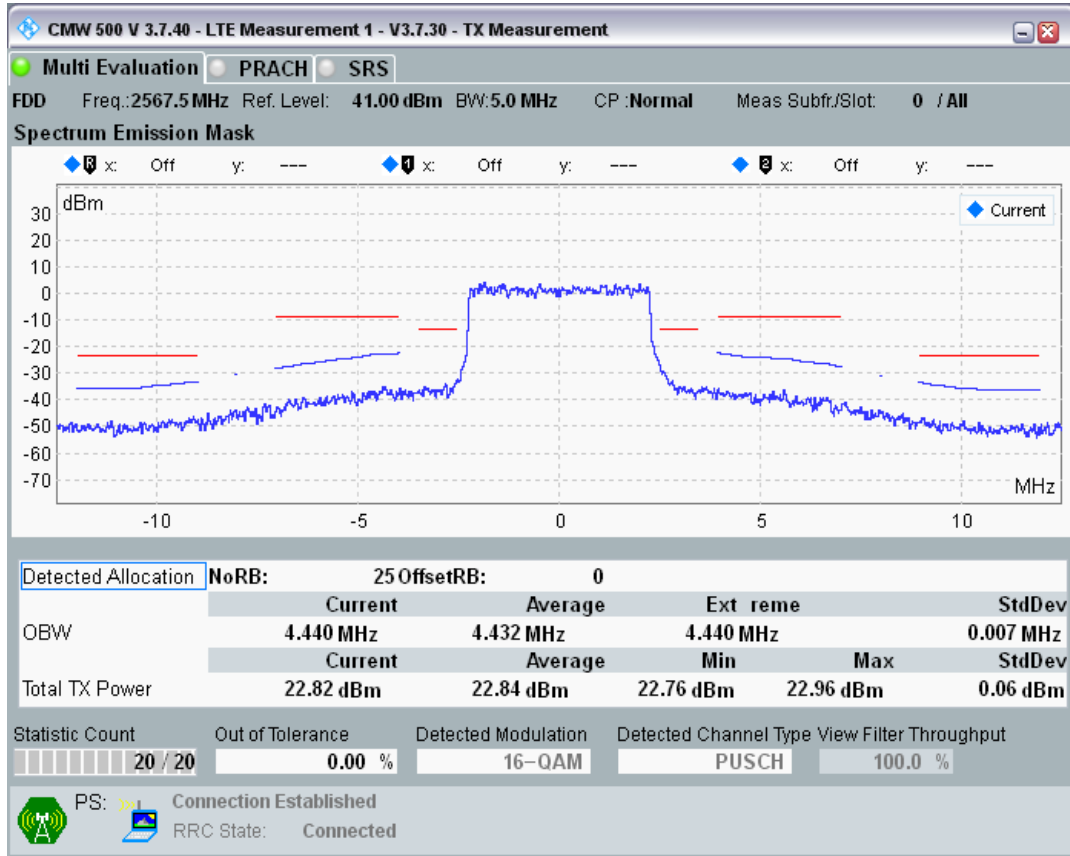 CMW 500 V 3.7.40 - LTE Measurement 1 - V3.7.30 - TX Measurement
Multi Evaluation PRACH SRS
FDD Freq.:2567.5 MHz Ref. Level: 41.00 dBm BW:5.0 MHz CP :Normal Meas Subfr./Slot: 0 / All
Spectrum Emission Mask
R x: Off y: --- 1 x: Off y: --- 2 x: Off y: ---
dBm
Current
30
20
10
0
-10
-20
-30
-40
-50
-60
-70
MHz
-10 -5 0 5 10
Detected Allocation NoRB: 25 OffsetRB: 0
Current Average Ext reme StdDev
OBW 4.440 MHz 4.432 MHz 4.440 MHz 0.007 MHz
Current Average Min Max StdDev
Total TX Power 22.82 dBm 22.84 dBm 22.76 dBm 22.96 dBm 0.06 dBm
Statistic Count Out of Tolerance Detected Modulation Detected Channel Type View Filter Throughput
20 / 20 0.00 % 16-QAM PUSCH 100.0 %
PS: Connection Established
RRC State: Connected